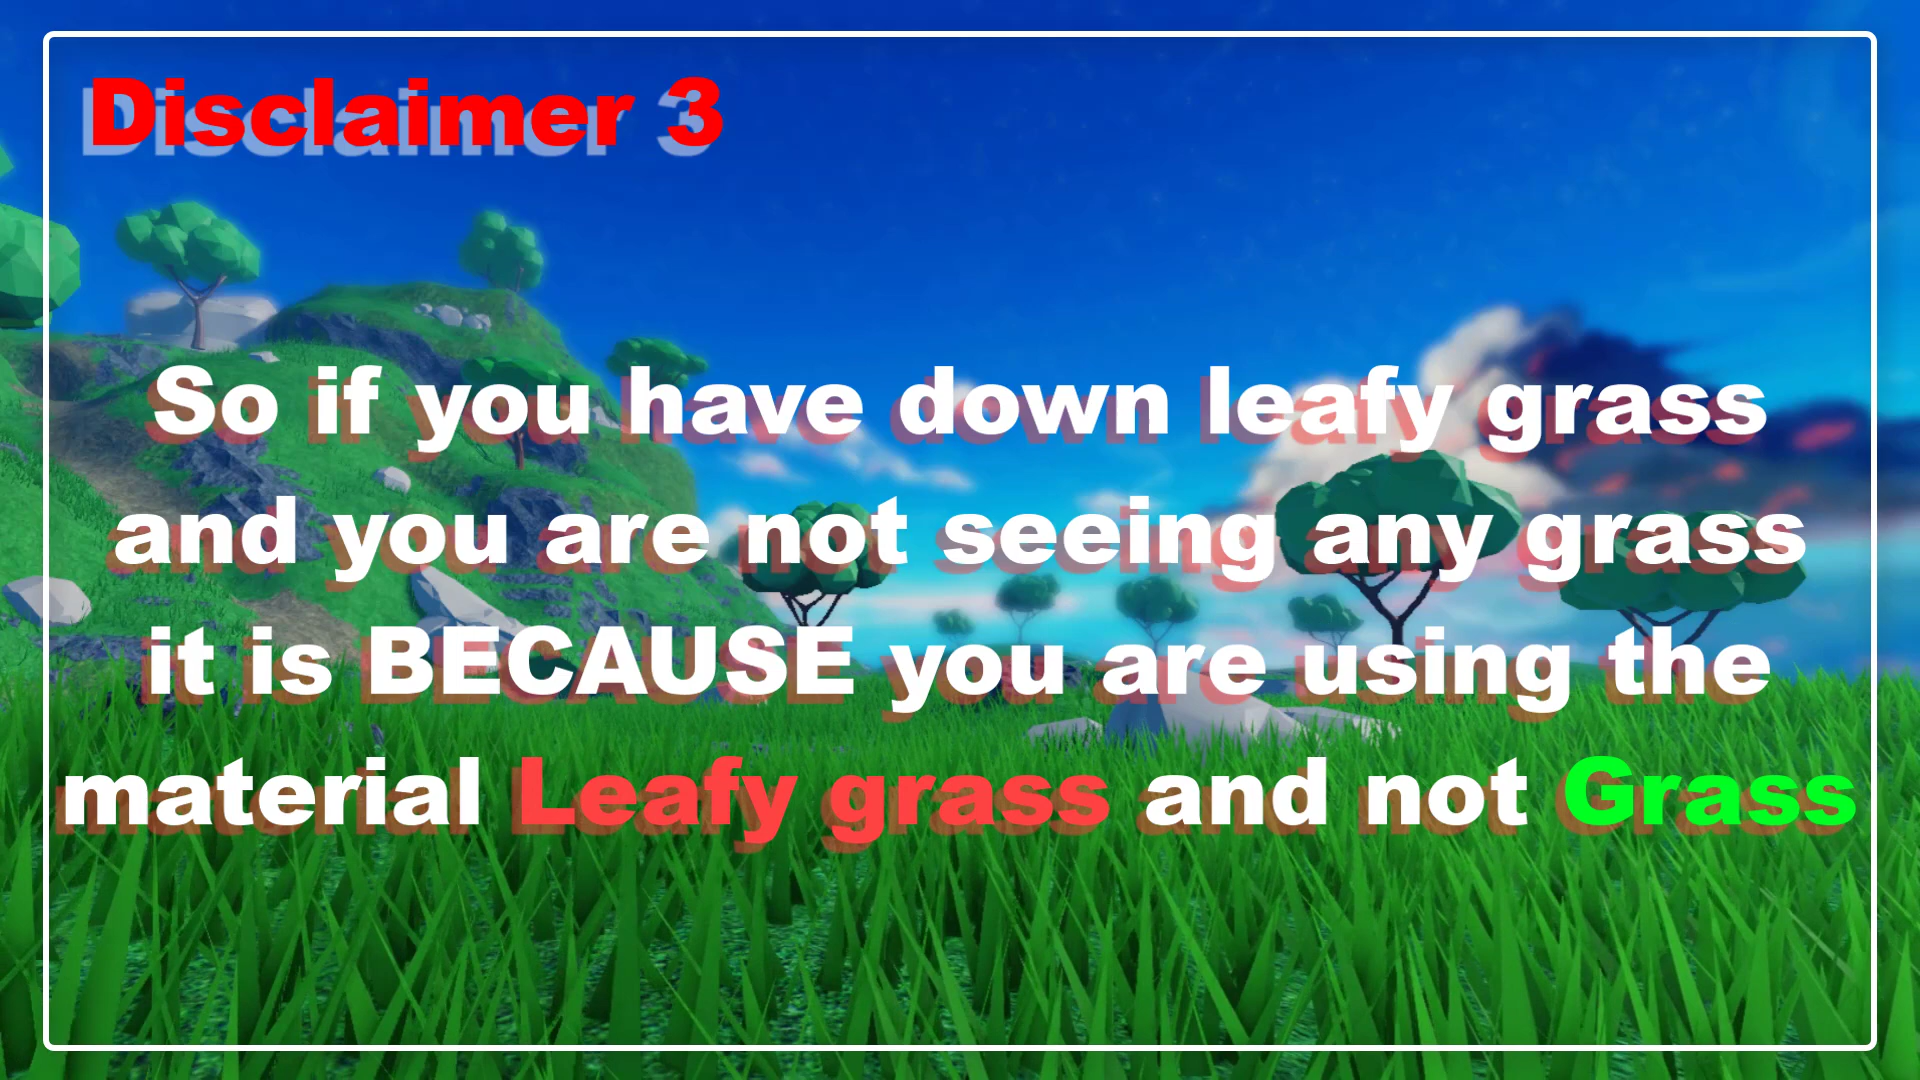 Disclaimer 3
So if you have down leafy grass
and you are not seeing any grass
it is BECAUSE you are using the
material Leafy grass and not Grass